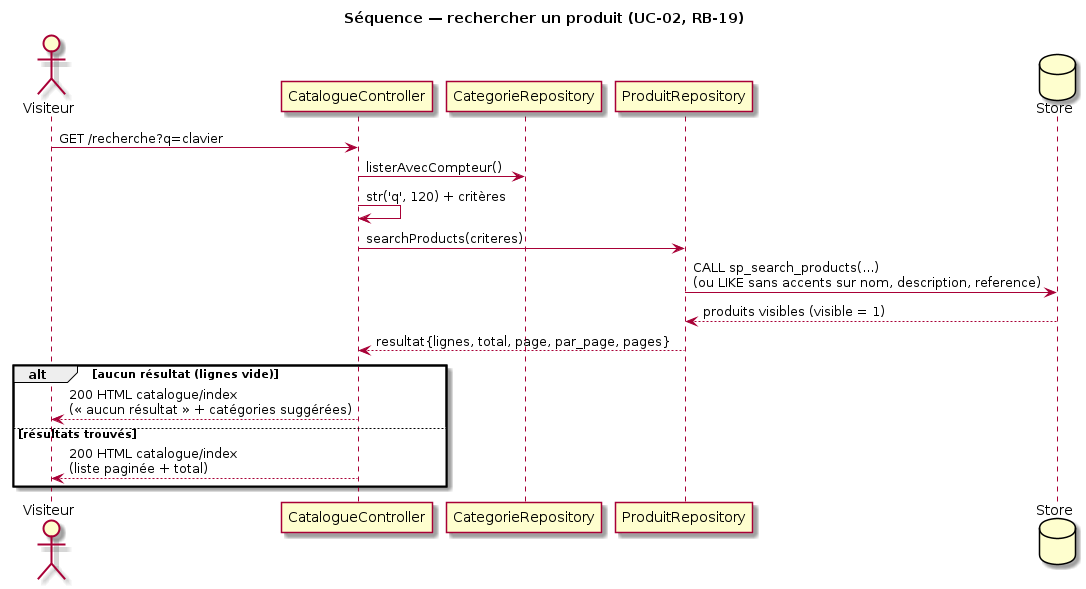 Séquence — rechercher un produit (UC-02, RB-19)
Visiteur
CatalogueController
CategorieRepository
ProduitRepository
Store
GET /recherche?q=clavier
listerAvecCompteur()
str('q', 120) + critères
searchProducts(criteres)
CALL sp_search_products(...)
(ou LIKE sans accents sur nom, description, reference)
produits visibles (visible = 1)
resultat{lignes, total, page, par_page, pages}
alt
[aucun résultat (lignes vide)]
200 HTML catalogue/index
(« aucun résultat » + catégories suggérées)
[résultats trouvés]
200 HTML catalogue/index
(liste paginée + total)
Visiteur
CatalogueController
CategorieRepository
ProduitRepository
Store